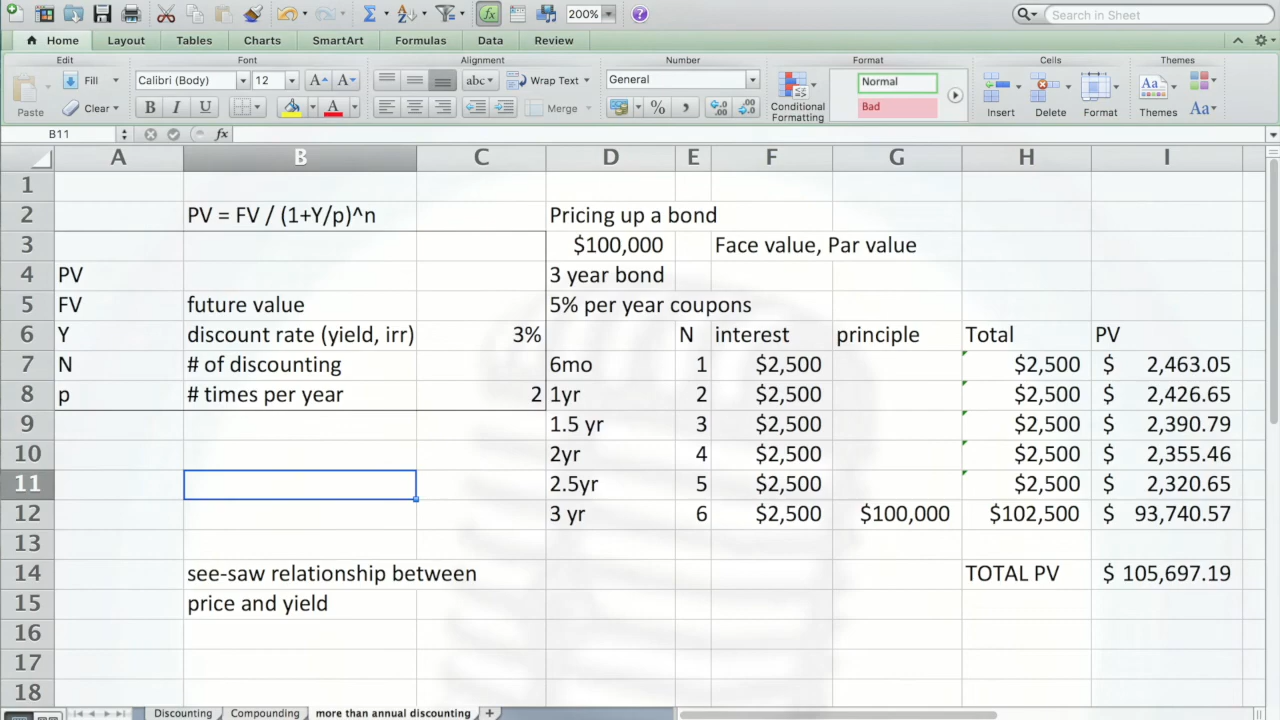 200%
Search in Sheet
Home Layout Tables Charts SmartArt Formulas Data Review
Edit Font Alignment Number Format Cells Themes
Fill Calibri (Body) 12 A A abc Wrap Text General Normal
Paste Clear B I U A Merge % Conditional Formatting Bad Insert Delete Format Themes Aa
B11 fx
A B C D E F G H I
1
2 PV = FV / (1+Y/p)^n Pricing up a bond
3 $100,000 Face value, Par value
4 PV 3 year bond
5 FV future value 5% per year coupons
6 Y discount rate (yield, irr) 3% N interest principle Total PV
7 N # of discounting 6mo 1 $2,500 $2,500 $ 2,463.05
8 p # times per year 2 1yr 2 $2,500 $2,500 $ 2,426.65
9 1.5 yr 3 $2,500 $2,500 $ 2,390.79
10 2yr 4 $2,500 $2,500 $ 2,355.46
11 2.5yr 5 $2,500 $2,500 $ 2,320.65
12 3 yr 6 $2,500 $100,000 $102,500 $ 93,740.57
13
14 see-saw relationship between TOTAL PV $ 105,697.19
15 price and yield
16
17
18
Discounting Compounding more than annual discounting +